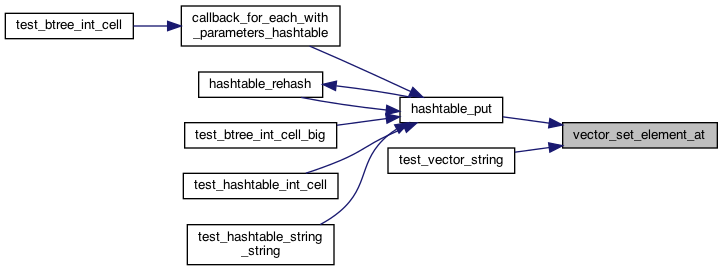 test_btree_int_cell
callback_for_each_with
_parameters_hashtable
hashtable_rehash
hashtable_put
test_btree_int_cell_big
vector_set_element_at
test_vector_string
test_hashtable_int_cell
test_hashtable_string
_string